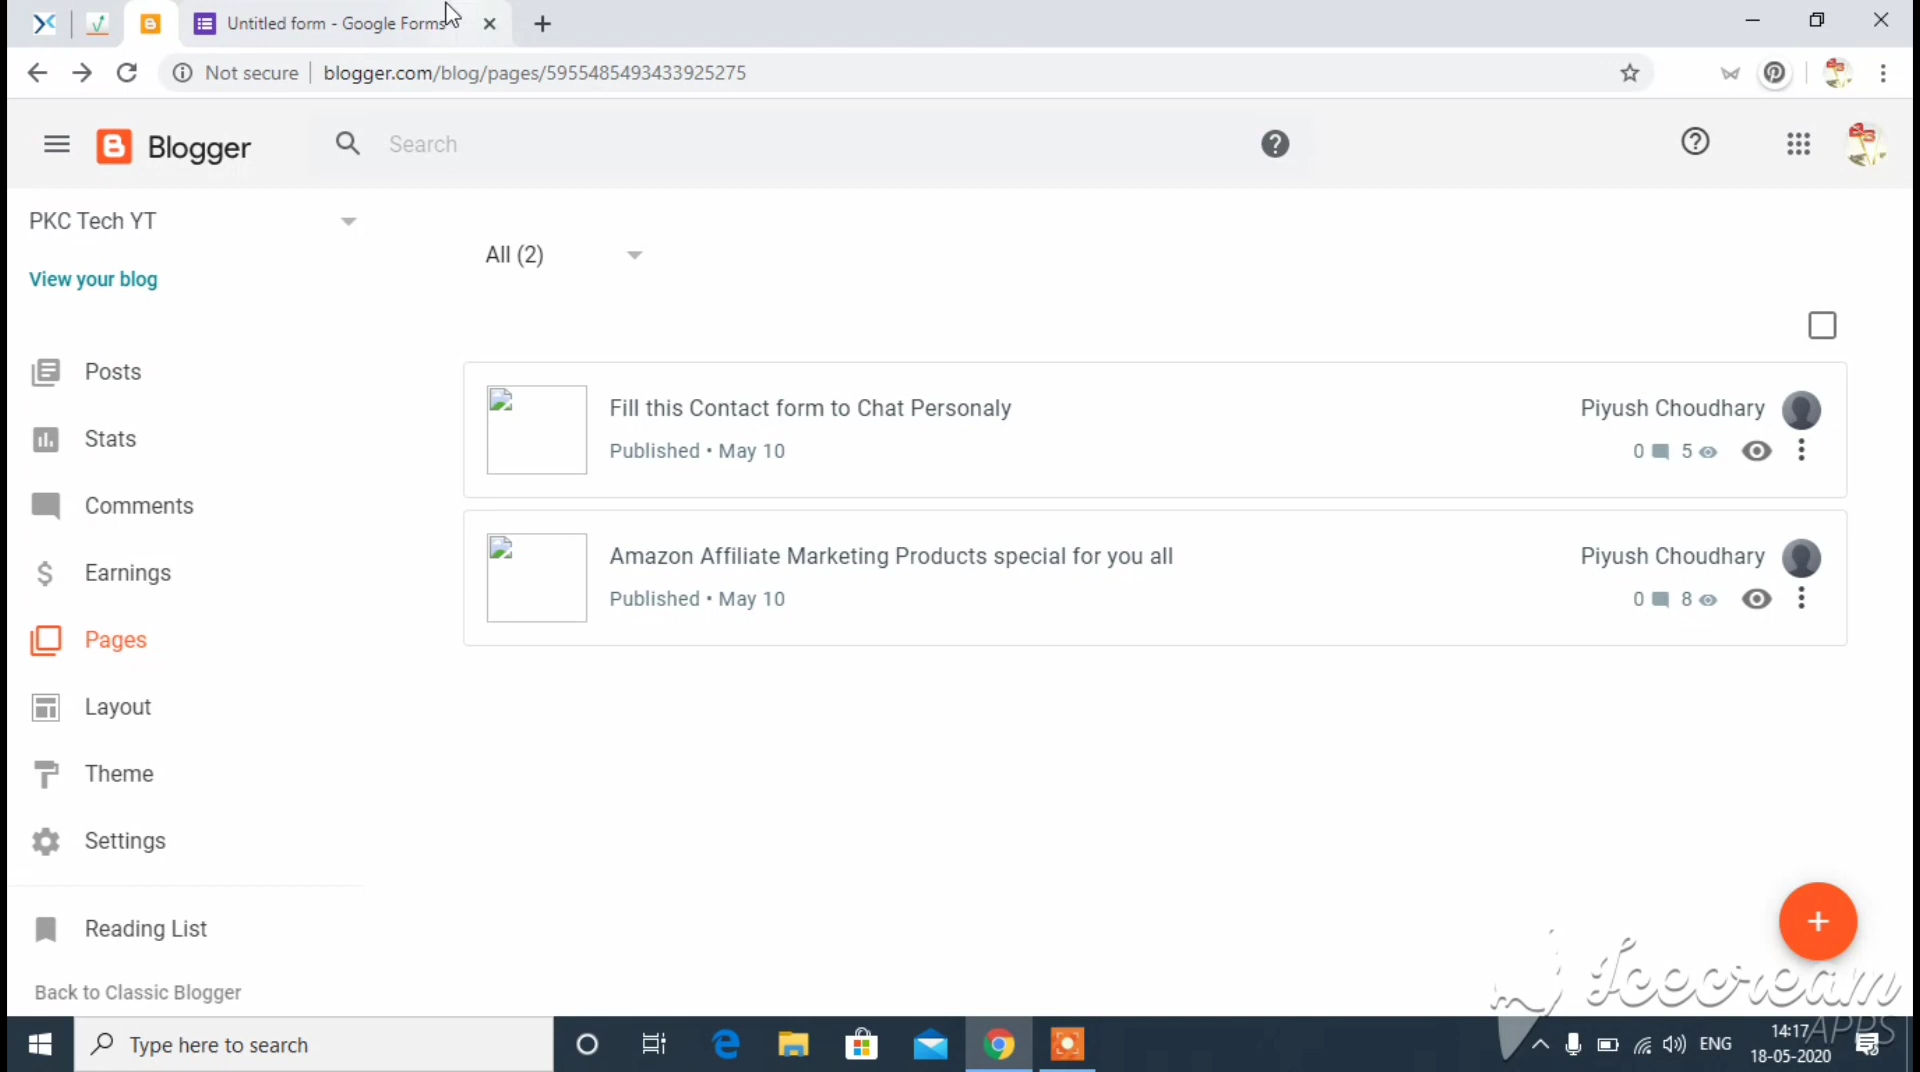 Untitled form - Google Forms
Not secure
blogger.com/blog/pages/5955485493433925275
Blogger
Search
PKC Tech YT
All (2)
View your blog
Posts
Fill this Contact form to Chat Personaly
Piyush Choudhary
Published • May 10
0
5
Stats
Comments
Amazon Affiliate Marketing Products special for you all
Piyush Choudhary
Published • May 10
0
8
Earnings
Pages
Layout
Theme
Settings
Reading List
Back to Classic Blogger
Icecream
APPS
Type here to search
ENG
14:17
18-05-2020